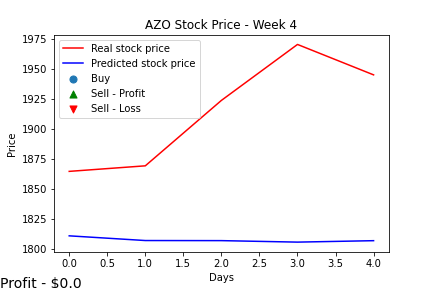 AZO Stock Price - Week 4
1975
1950
1925
1900
1875
1850
1825
1800
Price
Real stock price
Predicted stock price
Buy
Sell - Profit
Sell - Loss
0.0 0.5 1.0 1.5 2.0 2.5 3.0 3.5 4.0
Days
Profit - $0.0